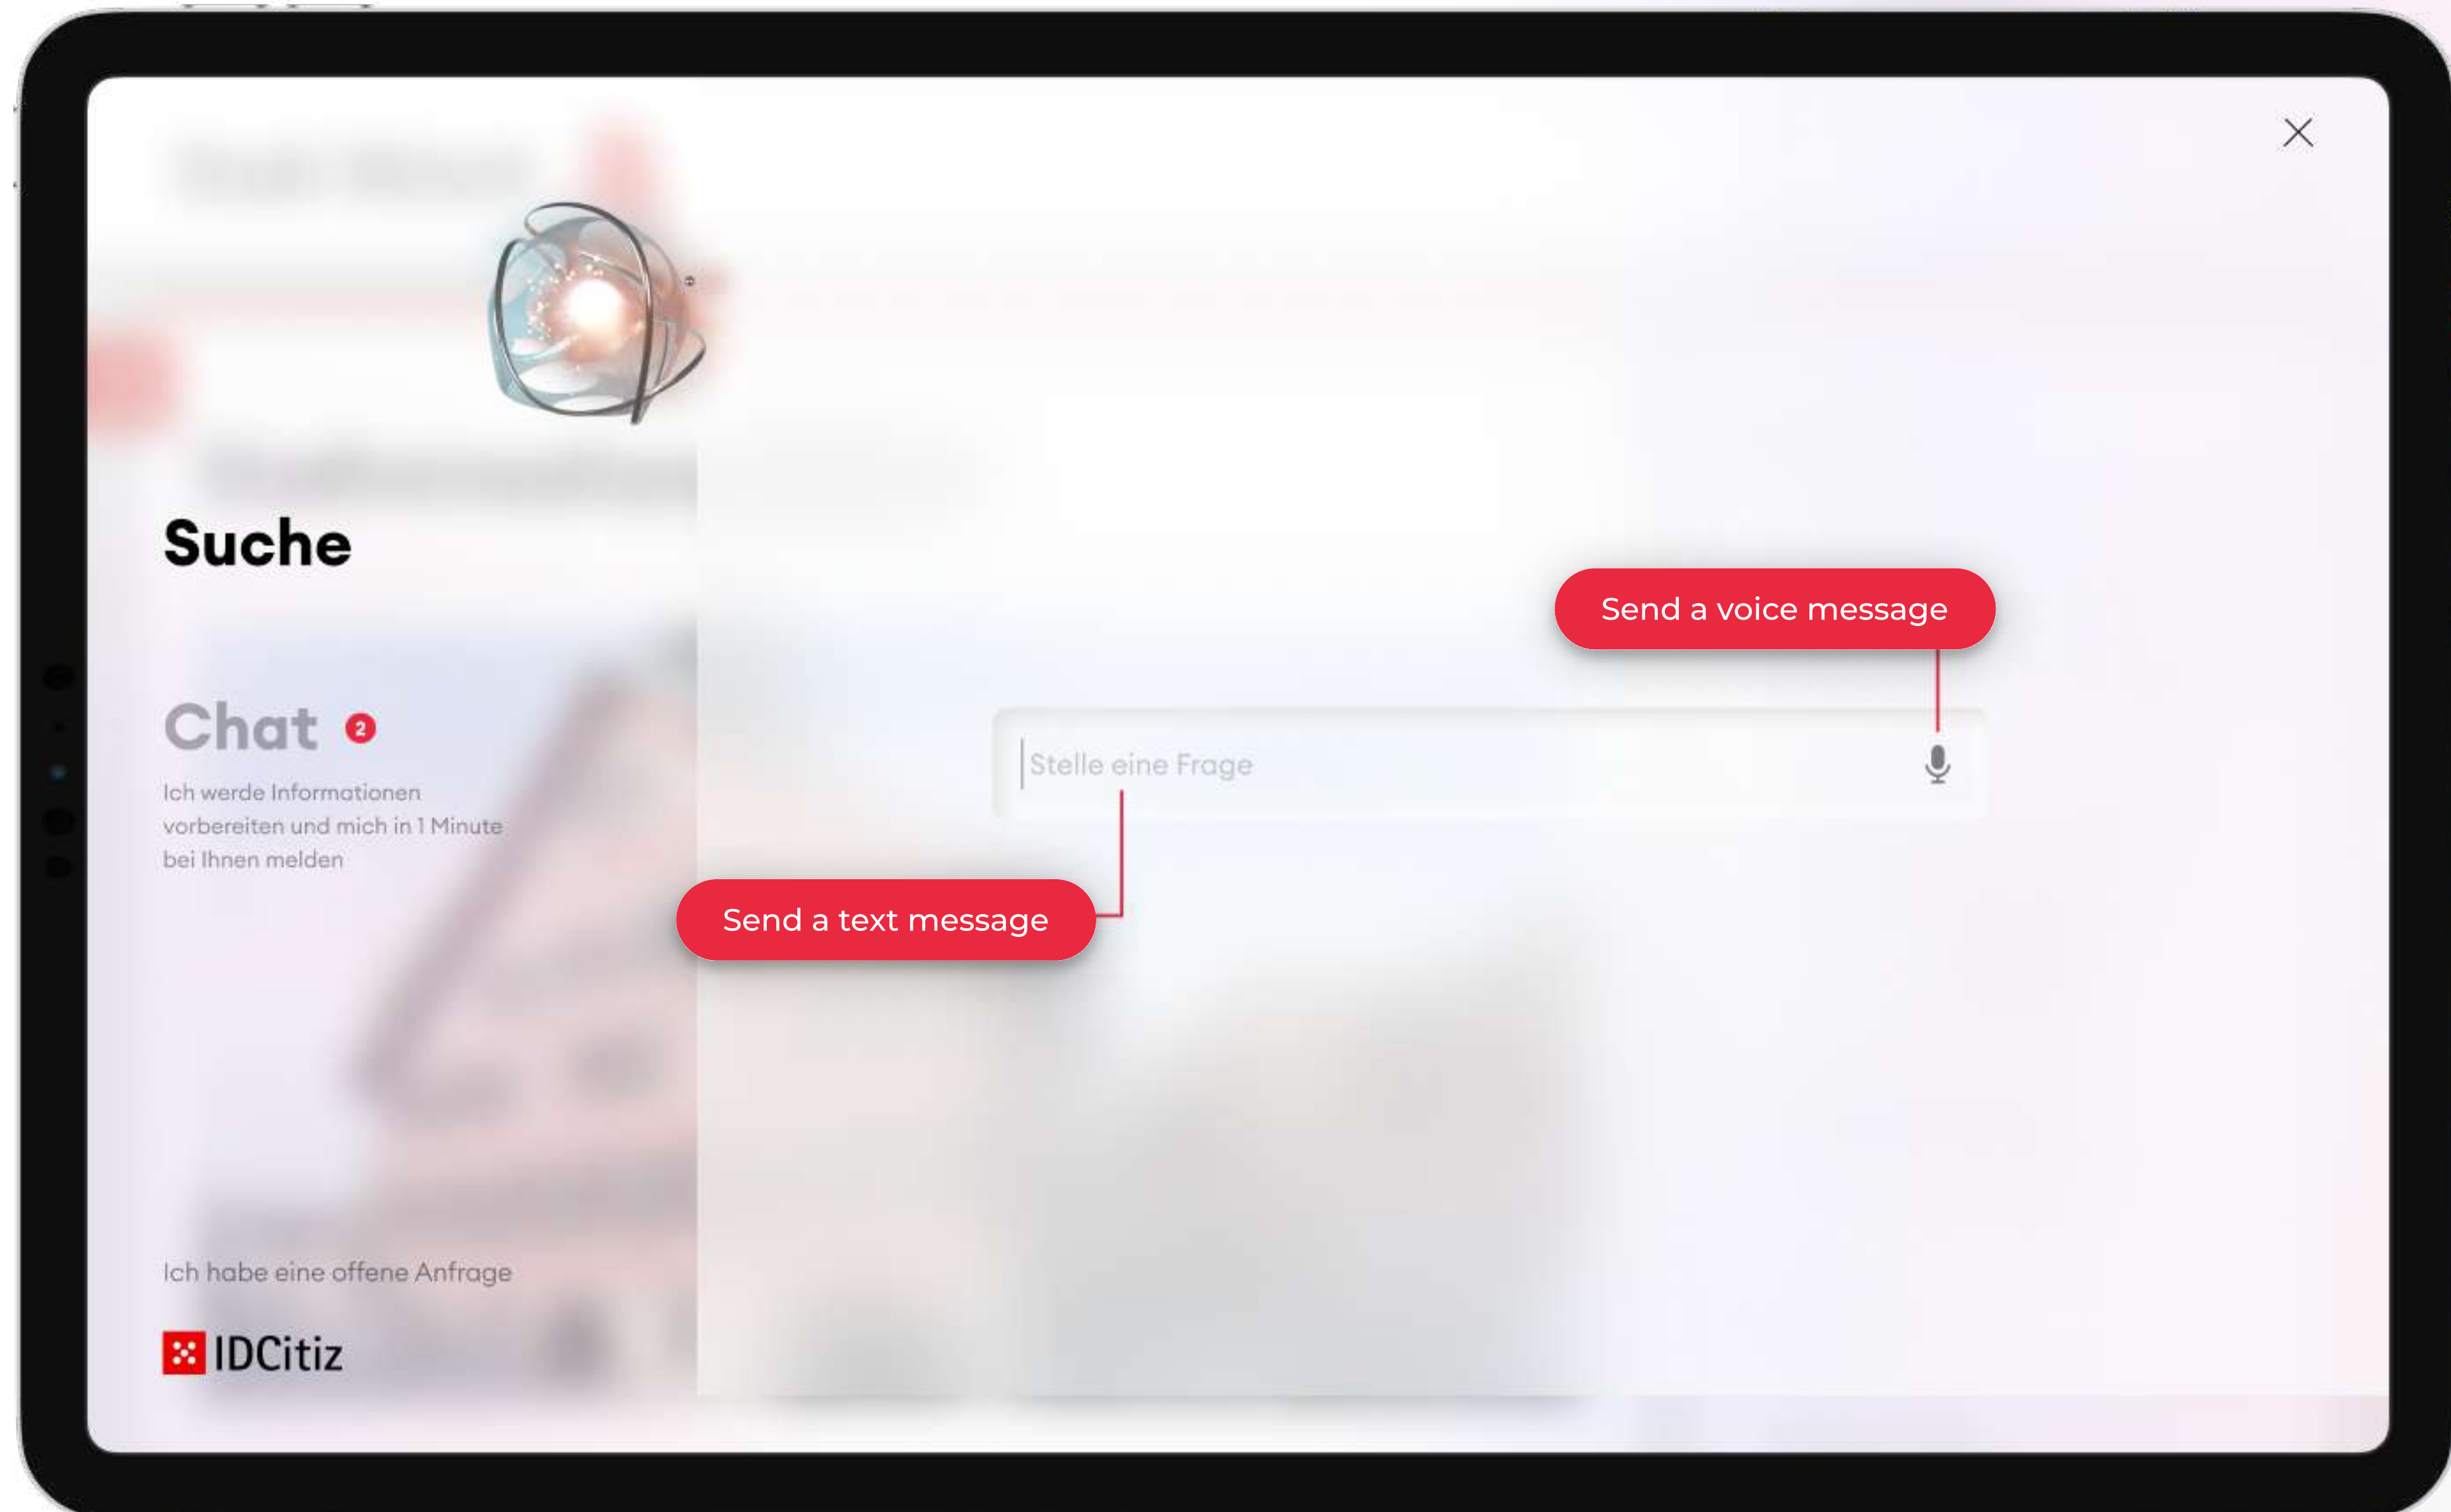 Suche
Chat 2
Ich werde Informationen
vorbereiten und mich in 1 Minute
bei Ihnen melden
Send a voice message
Stelle eine Frage
Send a text message
Ich habe eine offene Anfrage
IDCitiz